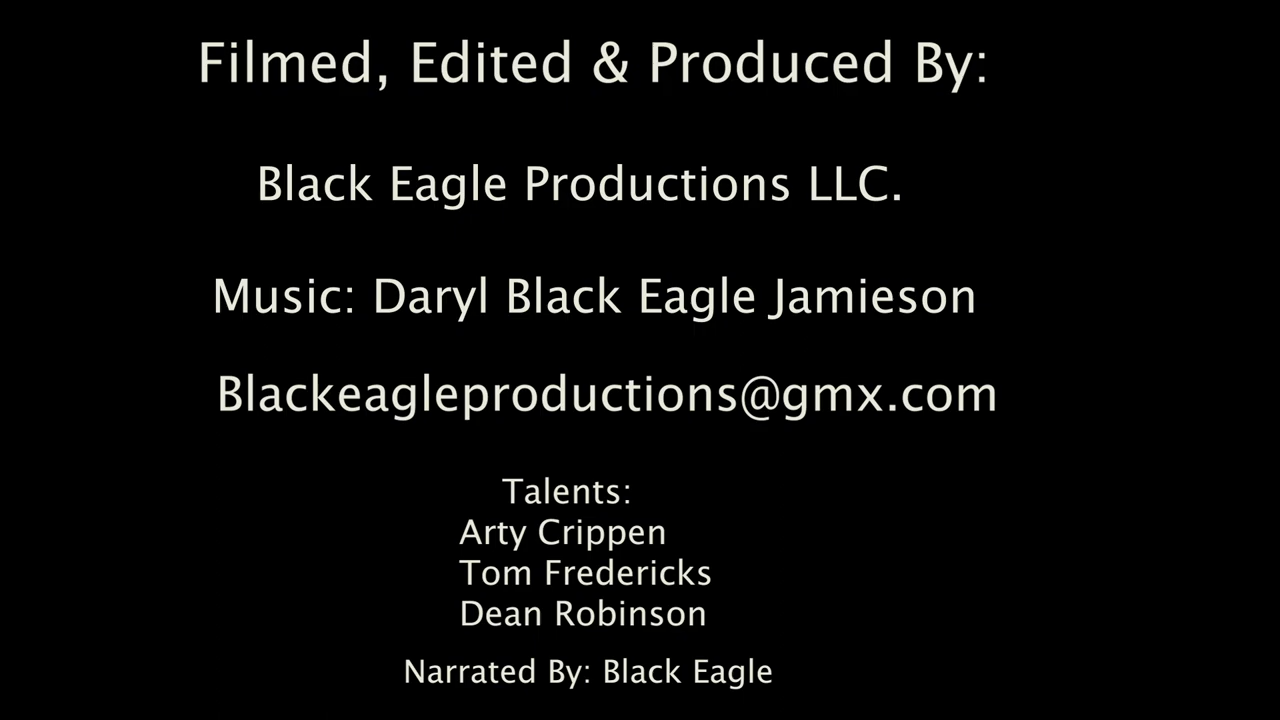 Filmed, Edited & Produced By:
Black Eagle Productions LLC.
Music: Daryl Black Eagle Jamieson
Blackeagleproductions@gmx.com
Talents:
Arty Crippen
Tom Fredericks
Dean Robinson
Narrated By: Black Eagle